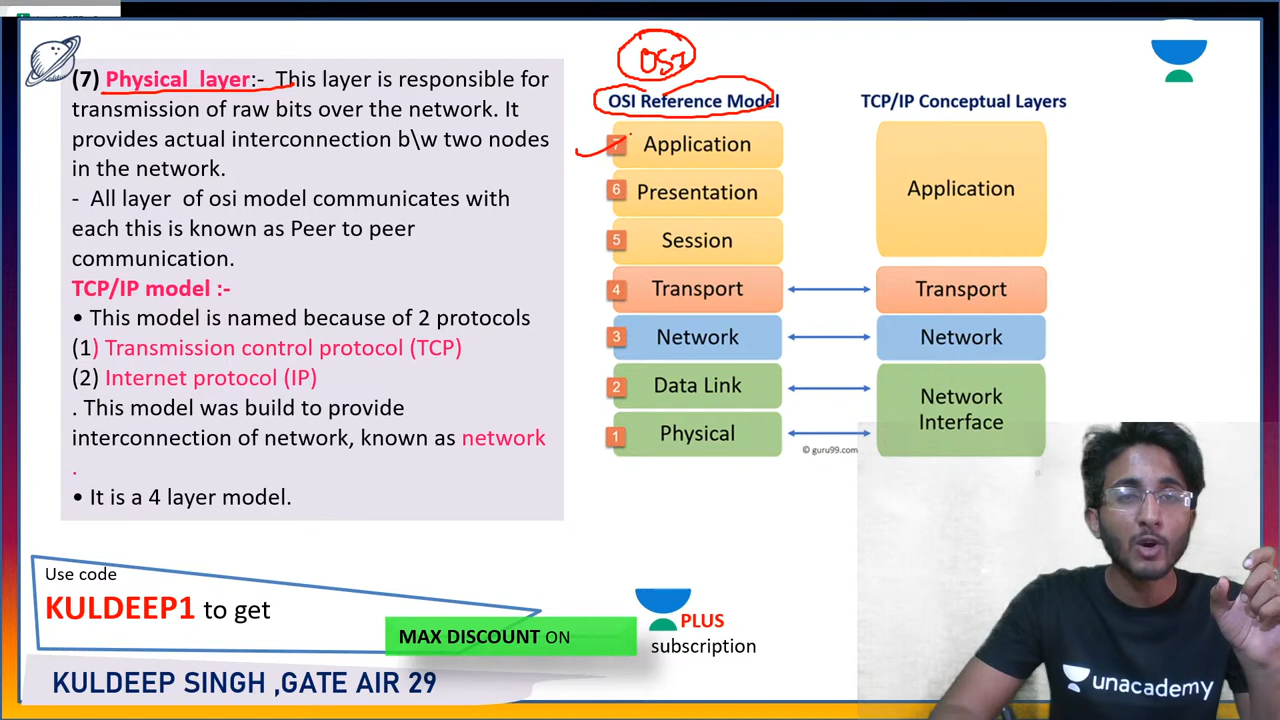 (7) Physical layer:- This layer is responsible for
transmission of raw bits over the network. It
provides actual interconnection b\w two nodes
in the network.
- All layer of osi model communicates with
each this is known as Peer to peer
communication.
TCP/IP model :-
• This model is named because of 2 protocols
(1) Transmission control protocol (TCP)
(2) Internet protocol (IP)
. This model was build to provide
interconnection of network, known as network
.
• It is a 4 layer model.
OSI
OSI Reference Model
7 Application
6 Presentation
5 Session
4 Transport
3 Network
2 Data Link
1 Physical
TCP/IP Conceptual Layers
Application
Transport
Network
Network
Interface
© guru99.com
Use code
KULDEEP1 to get
MAX DISCOUNT ON
PLUS
subscription
KULDEEP SINGH ,GATE AIR 29
unacademy